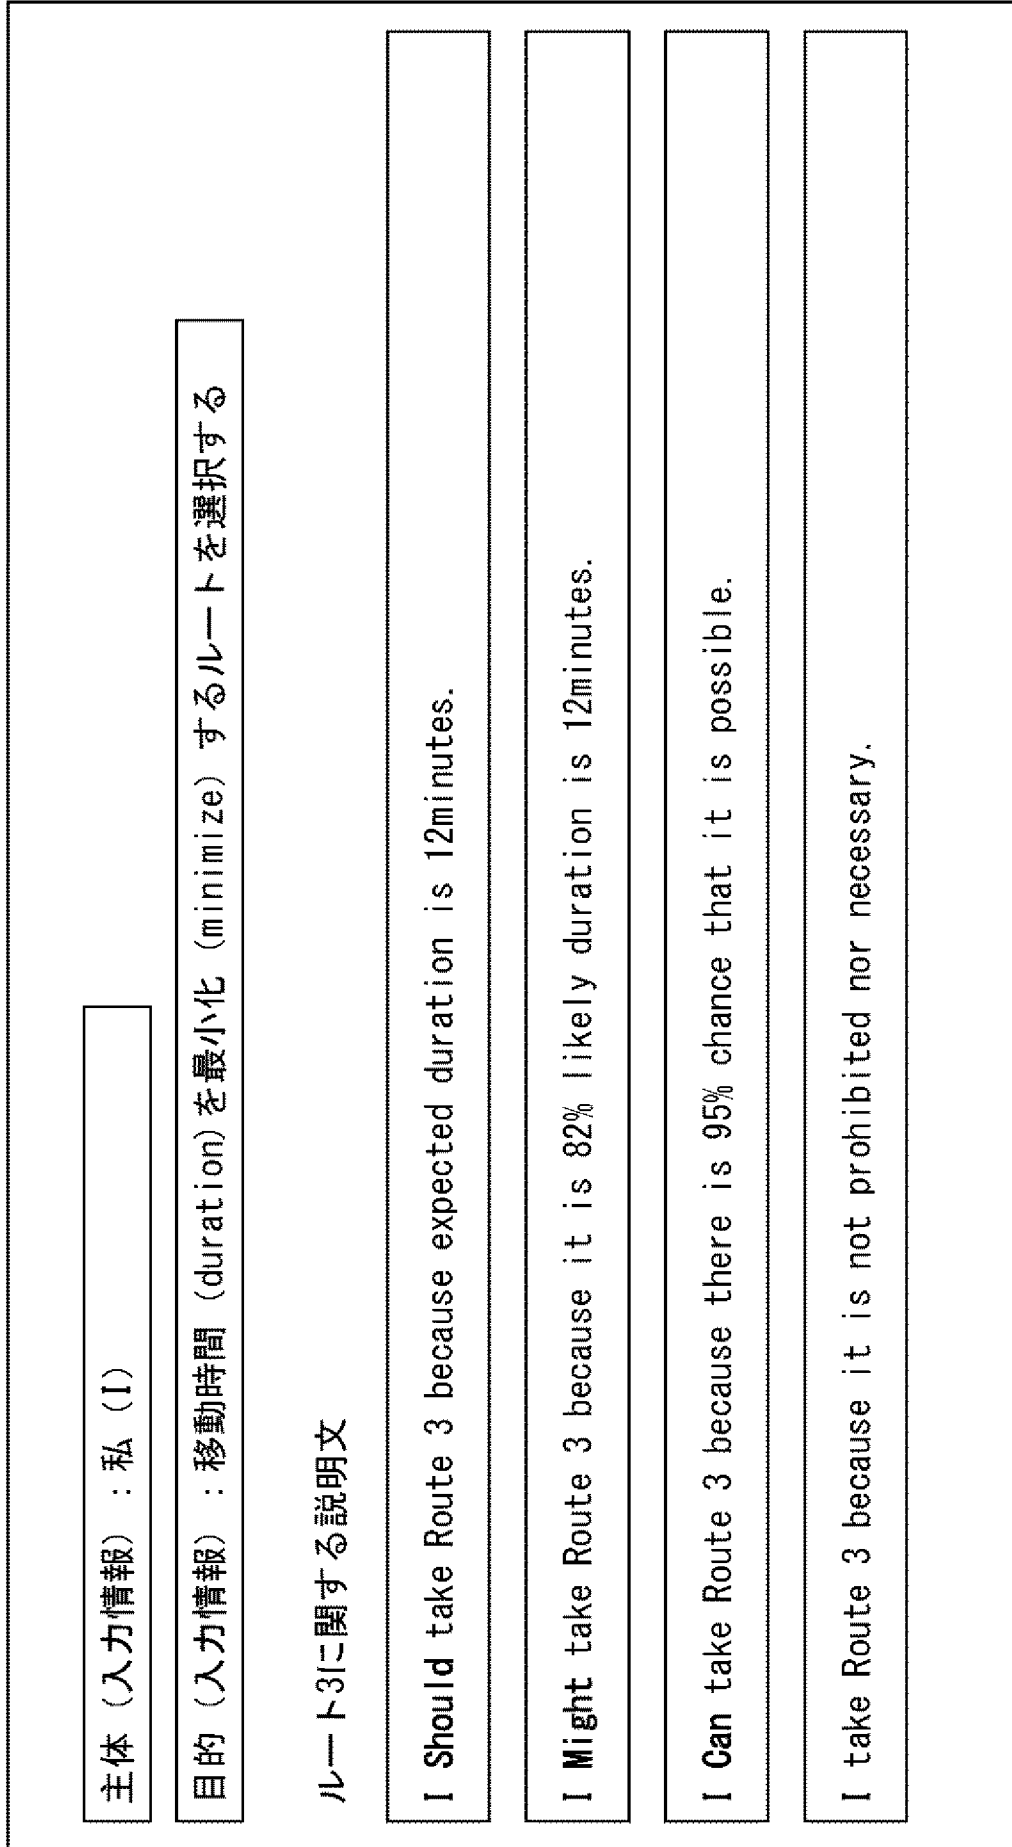 主体（入力情報）：私（I）
目的（入力情報）：移動時間（duration)を最小化（minimize）するルートを選択する
ルート3に関する説明文
I Should take Route 3 because expected duration is 12minutes.
I Might take Route 3 because it is 82% likely duration is 12minutes.
I Can take Route 3 because there is 95% chance that it is possible.
I take Route 3 because it is not prohibited nor necessary.